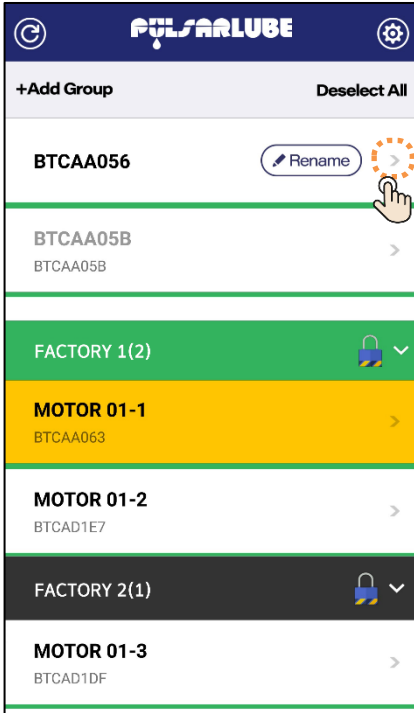 PULSARLUBE
+Add Group Deselect All
BTCAA056 Rename
BTCAA05B
BTCAA05B
FACTORY 1(2)
MOTOR 01-1
BTCAA063
MOTOR 01-2
BTCAD1E7
FACTORY 2(1)
MOTOR 01-3
BTCAD1DF